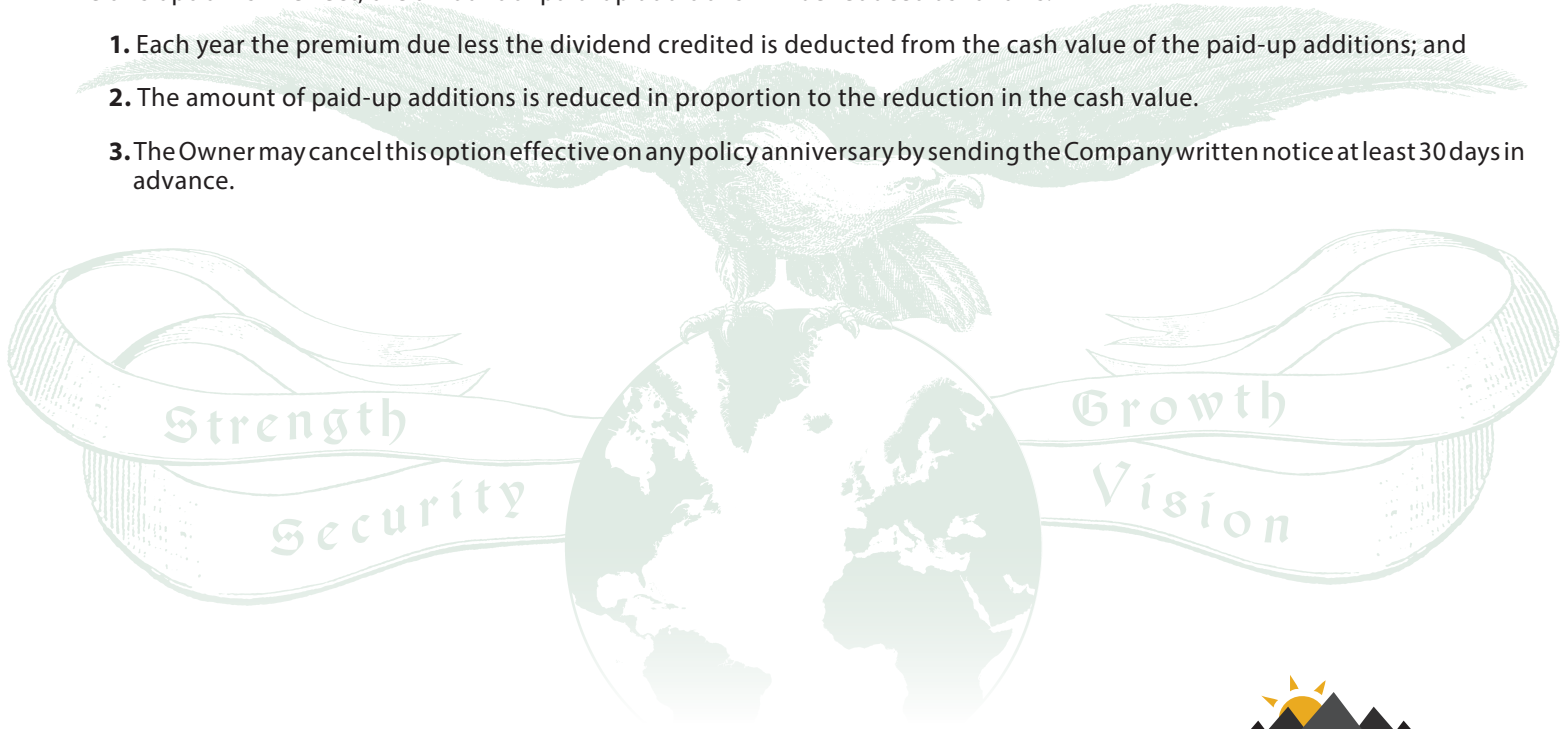 1. Each year the premium due less the dividend credited is deducted from the cash value of the paid-up additions; and
2. The amount of paid-up additions is reduced in proportion to the reduction in the cash value.
3. The Owner may cancel this option effective on any policy anniversary by sending the Company written notice at least 30 days in
advance.
Strength
Growth
Security
Vision